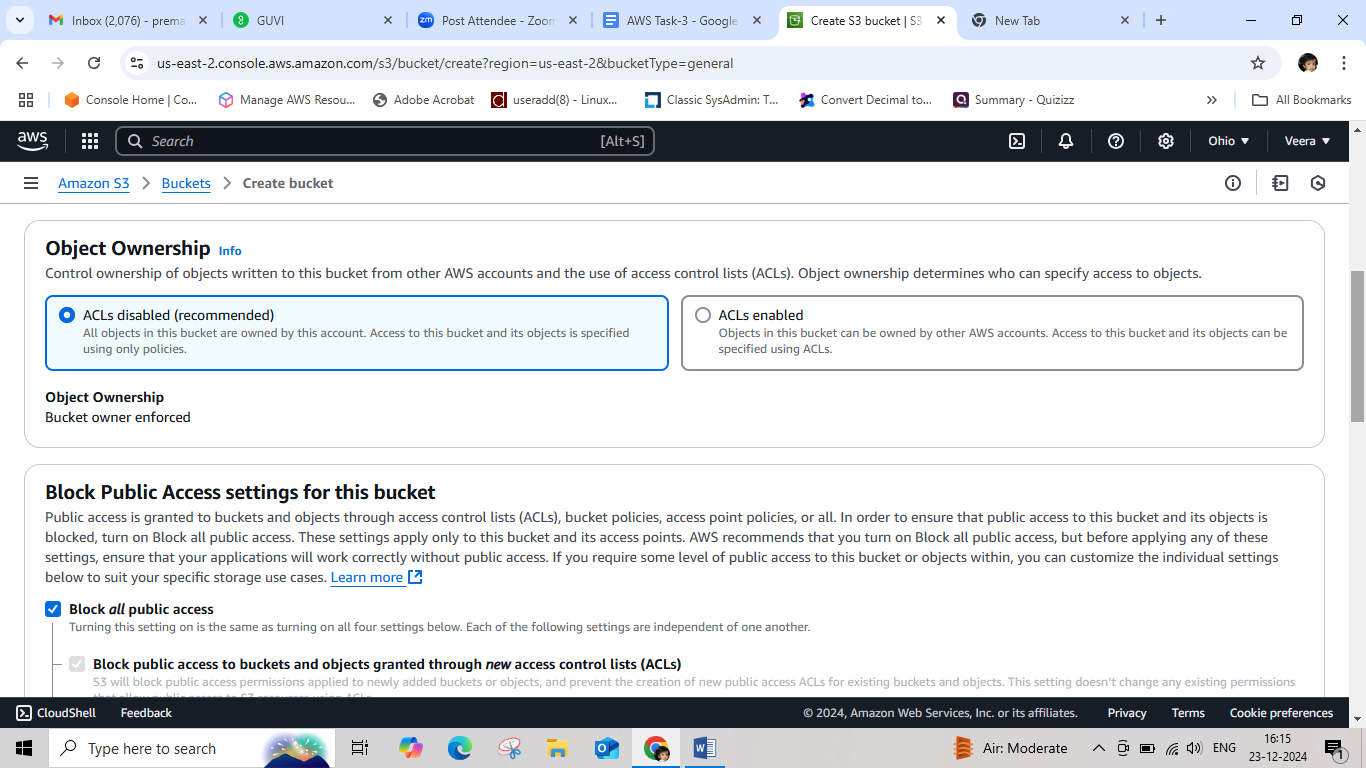 Inbox (2,076) - prema
GUVI
Post Attendee - Zoom
AWS Task-3 - Google
Create S3 bucket | S3
New Tab
us-east-2.console.aws.amazon.com/s3/bucket/create?region=us-east-2&bucketType=general
Console Home | Co...
Manage AWS Resou...
Adobe Acrobat
useradd(8) - Linux...
Classic SysAdmin: T...
Convert Decimal to...
Summary - Quizizz
All Bookmarks
aws
Search
[Alt+S]
Ohio
Veera
Amazon S3
Buckets
Create bucket
Object Ownership Info
Control ownership of objects written to this bucket from other AWS accounts and the use of access control lists (ACLs). Object ownership determines who can specify access to objects.
ACLs disabled (recommended)
All objects in this bucket are owned by this account. Access to this bucket and its objects is specified
using only policies.
ACLs enabled
Objects in this bucket can be owned by other AWS accounts. Access to this bucket and its objects can be
specified using ACLs.
Object Ownership
Bucket owner enforced
Block Public Access settings for this bucket
Public access is granted to buckets and objects through access control lists (ACLs), bucket policies, access point policies, or all. In order to ensure that public access to this bucket and its objects is
blocked, turn on Block all public access. These settings apply only to this bucket and its access points. AWS recommends that you turn on Block all public access, but before applying any of these
settings, ensure that your applications will work correctly without public access. If you require some level of public access to this bucket or objects within, you can customize the individual settings
below to suit your specific storage use cases. Learn more
Block all public access
Turning this setting on is the same as turning on all four settings below. Each of the following settings are independent of one another.
Block public access to buckets and objects granted through new access control lists (ACLs)
S3 will block public access permissions applied to newly added buckets or objects, and prevent the creation of new public access ACLs for existing buckets and objects. This setting doesn't change any existing permissions
that allow public access to S3 resources using ACLs.
CloudShell
Feedback
© 2024, Amazon Web Services, Inc. or its affiliates.
Privacy
Terms
Cookie preferences
Type here to search
Air: Moderate
ENG
16:15
23-12-2024
1